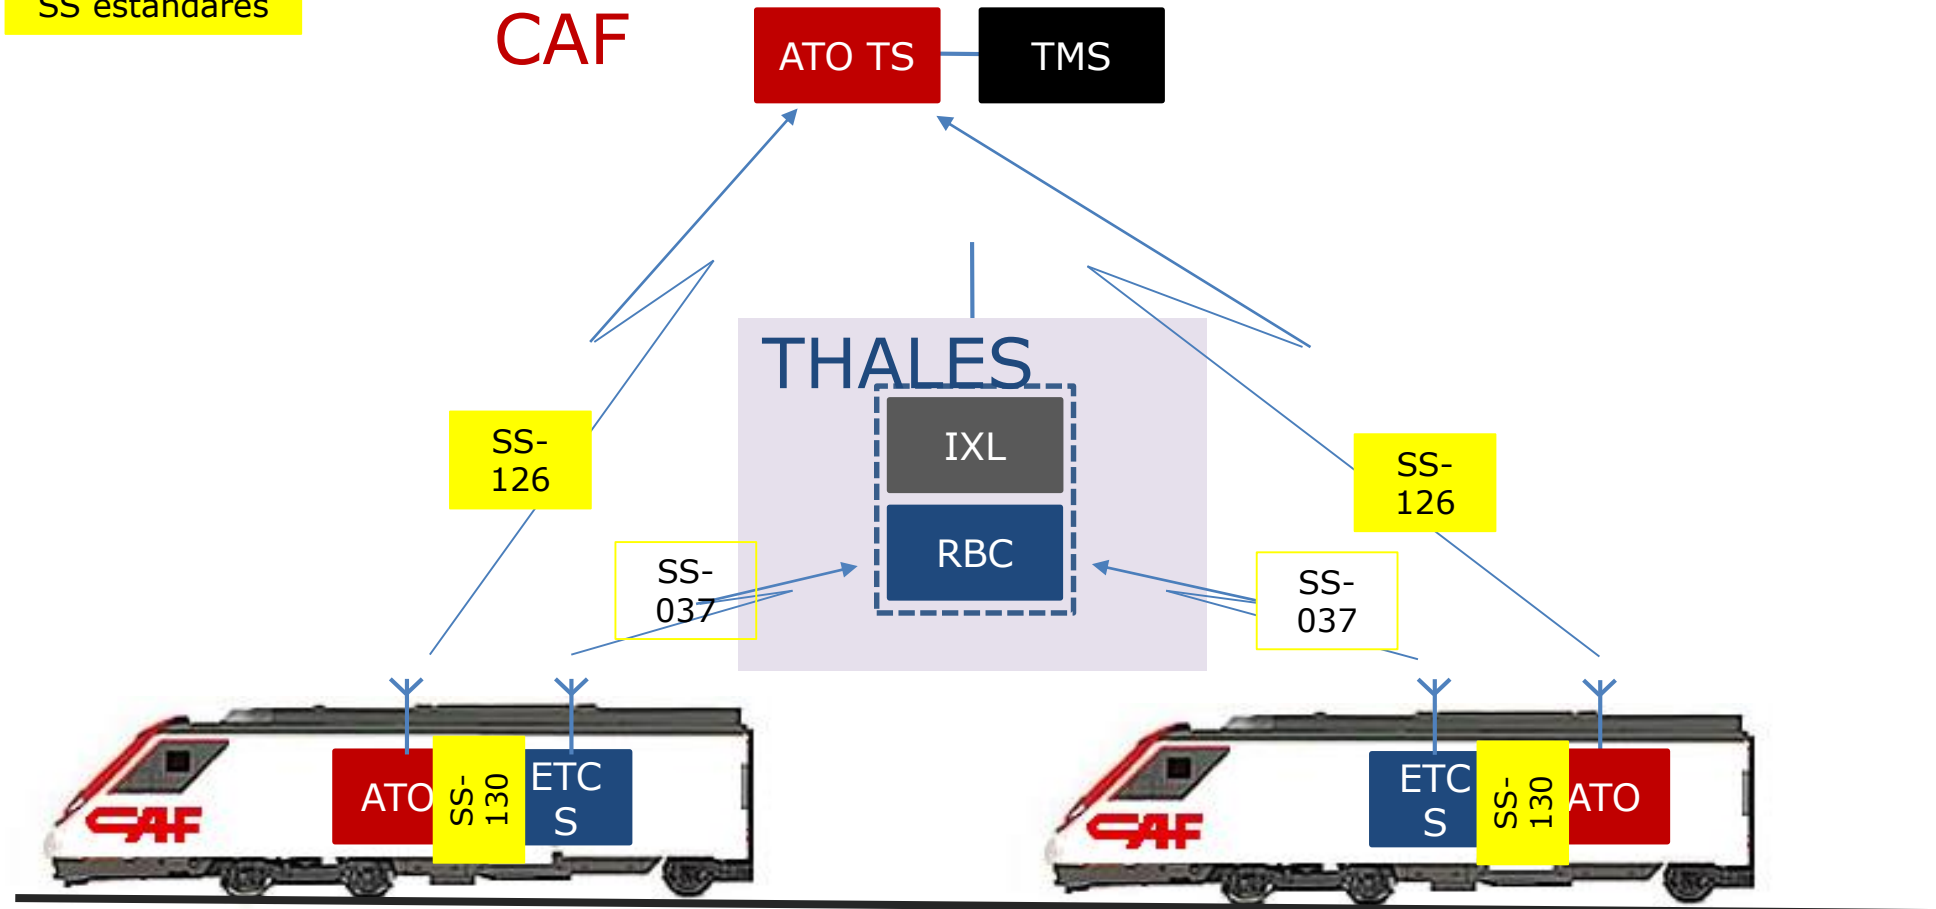 SS estándares
CAF
ATO TS
TMS
THALES
IXL
SS-
126
SS-
126
RBC
SS-
037
SS-
037
ATO
SS-
130
ETC
S
CAF
ETC
S
SS-
130
ATO
CAF